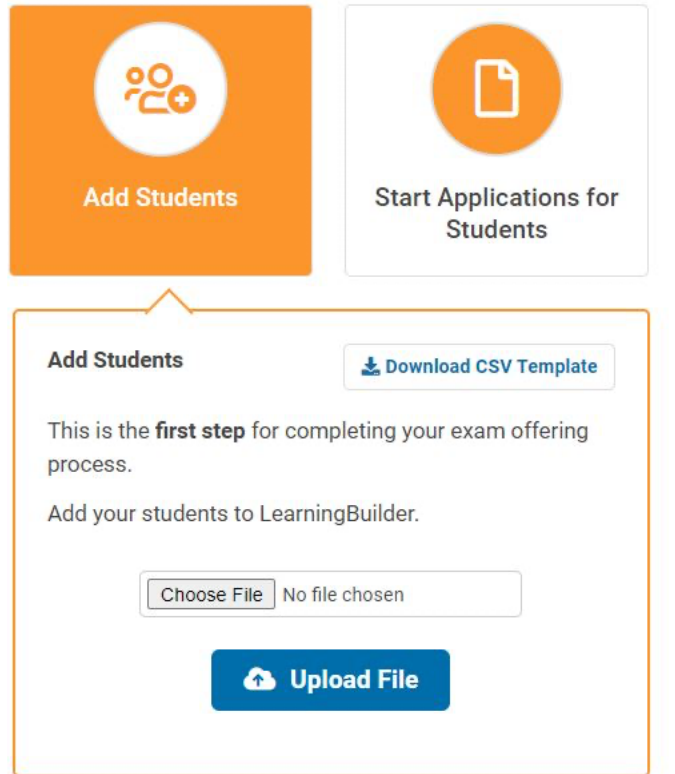 Add Students
Start Applications for
Students
Add Students
Download CSV Template
This is the first step for completing your exam offering
process.
Add your students to LearningBuilder.
Choose File No file chosen
Upload File